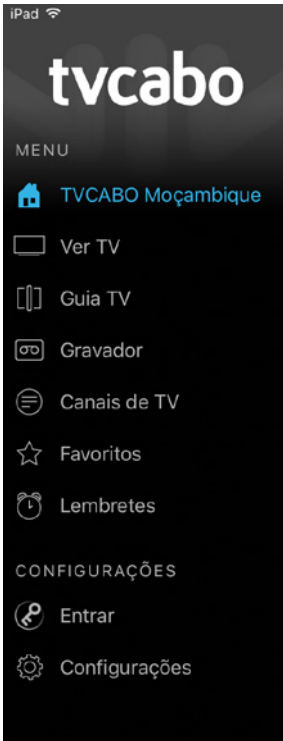 iPad
tvcabo
MENU
TVCABO Moçambique
Ver TV
Guia TV
Gravador
Canais de TV
Favoritos
Lembretes
CONFIGURAÇÕES
Entrar
Configurações